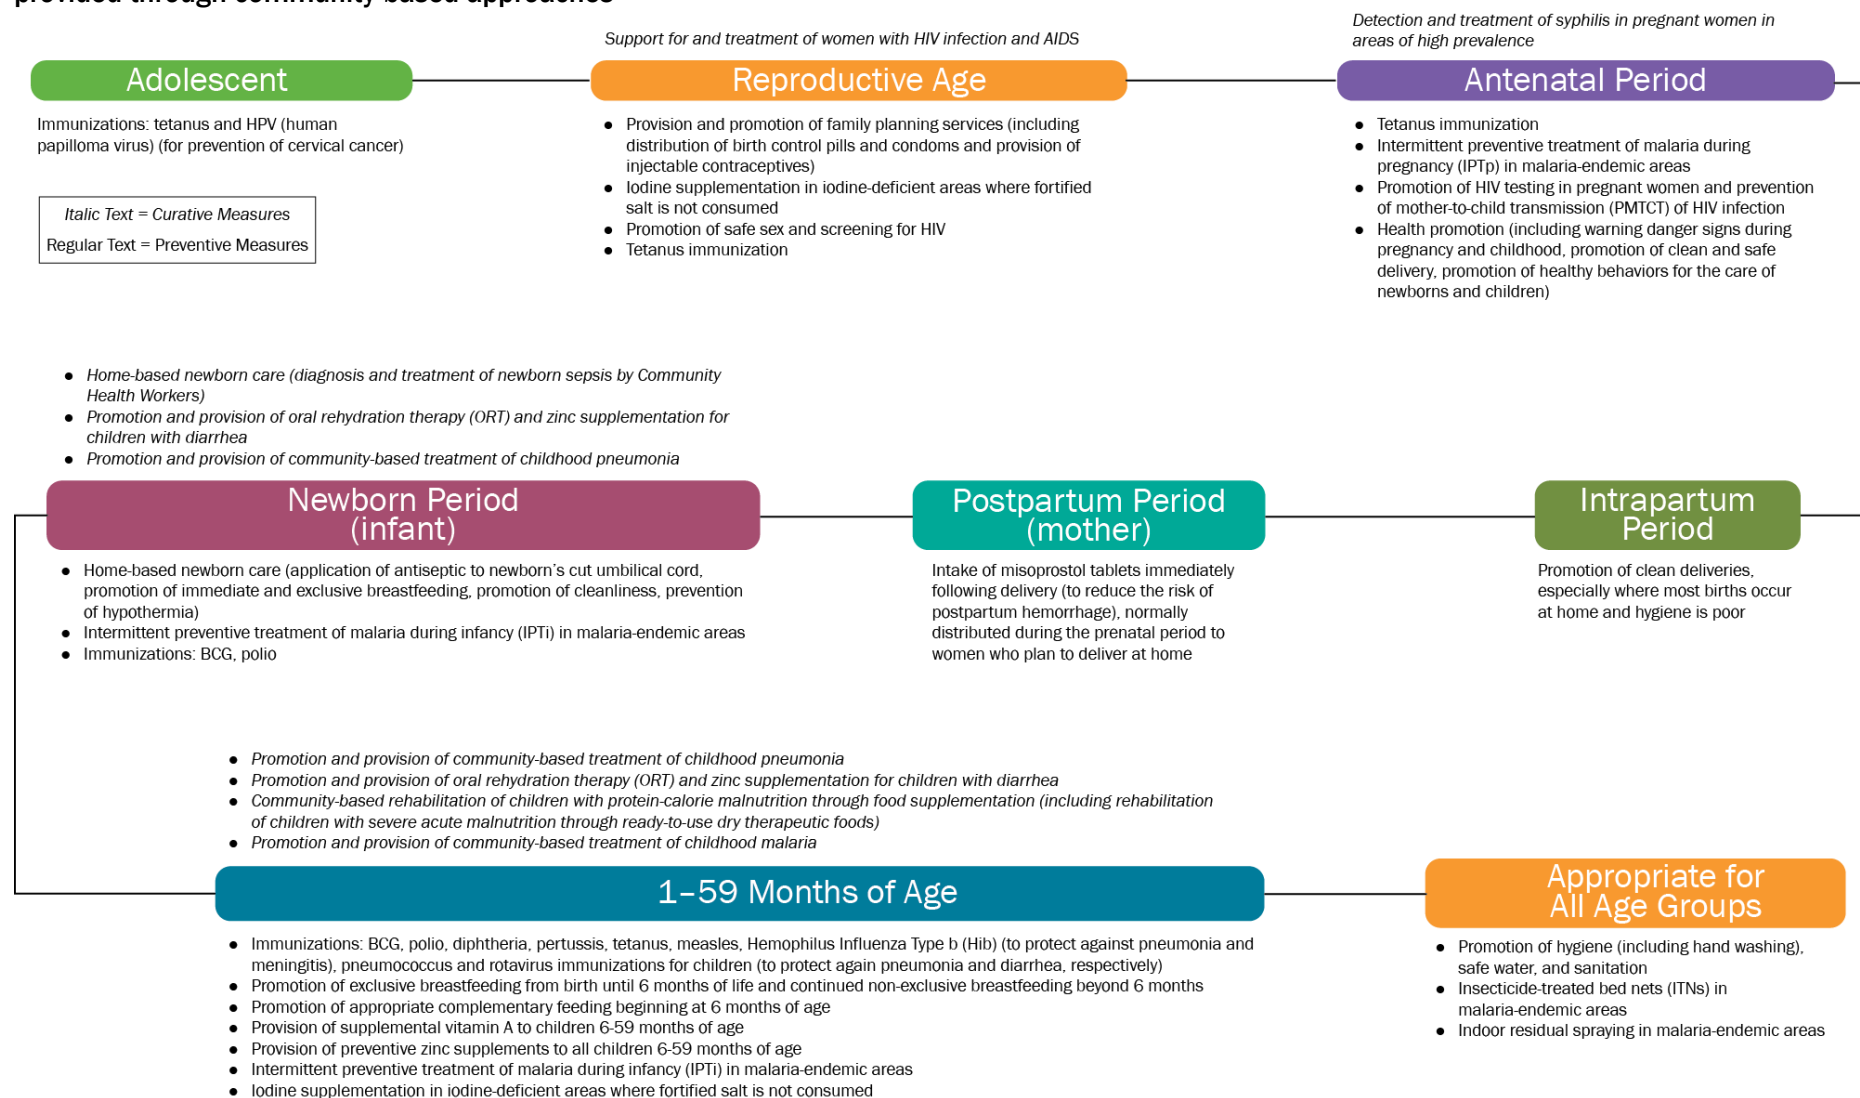 provided through community-based approaches
Support for and treatment of women with HIV infection and AIDS
Detection and treatment of syphilis in pregnant women in
areas of high prevalence
Adolescent
Reproductive Age
Antenatal Period
Immunizations: tetanus and HPV (human
papilloma virus) (for prevention of cervical cancer)
Italic Text = Curative Measures
Regular Text = Preventive Measures
● Provision and promotion of family planning services (including
distribution of birth control pills and condoms and provision of
injectable contraceptives)
● Iodine supplementation in iodine-deficient areas where fortified
salt is not consumed
● Promotion of safe sex and screening for HIV
● Tetanus immunization
● Tetanus immunization
● Intermittent preventive treatment of malaria during
pregnancy (IPTp) in malaria-endemic areas
● Promotion of HIV testing in pregnant women and prevention
of mother-to-child transmission (PMTCT) of HIV infection
● Health promotion (including warning danger signs during
pregnancy and childhood, promotion of clean and safe
delivery, promotion of healthy behaviors for the care of
newborns and children)
● Home-based newborn care (diagnosis and treatment of newborn sepsis by Community
Health Workers)
● Promotion and provision of oral rehydration therapy (ORT) and zinc supplementation for
children with diarrhea
● Promotion and provision of community-based treatment of childhood pneumonia
Newborn Period
(infant)
Postpartum Period
(mother)
Intrapartum
Period
● Home-based newborn care (application of antiseptic to newborn's cut umbilical cord,
promotion of immediate and exclusive breastfeeding, promotion of cleanliness, prevention
of hypothermia)
● Intermittent preventive treatment of malaria during infancy (IPTi) in malaria-endemic areas
● Immunizations: BCG, polio
Intake of misoprostol tablets immediately
following delivery (to reduce the risk of
postpartum hemorrhage), normally
distributed during the prenatal period to
women who plan to deliver at home
Promotion of clean deliveries,
especially where most births occur
at home and hygiene is poor
● Promotion and provision of community-based treatment of childhood pneumonia
● Promotion and provision of oral rehydration therapy (ORT) and zinc supplementation for children with diarrhea
● Community-based rehabilitation of children with protein-calorie malnutrition through food supplementation (including rehabilitation
of children with severe acute malnutrition through ready-to-use dry therapeutic foods)
● Promotion and provision of community-based treatment of childhood malaria
1–59 Months of Age
Appropriate for
All Age Groups
● Immunizations: BCG, polio, diphtheria, pertussis, tetanus, measles, Hemophilus Influenza Type b (Hib) (to protect against pneumonia and
meningitis), pneumococcus and rotavirus immunizations for children (to protect again pneumonia and diarrhea, respectively)
● Promotion of exclusive breastfeeding from birth until 6 months of life and continued non-exclusive breastfeeding beyond 6 months
● Promotion of appropriate complementary feeding beginning at 6 months of age
● Provision of supplemental vitamin A to children 6-59 months of age
● Provision of preventive zinc supplements to all children 6-59 months of age
● Intermittent preventive treatment of malaria during infancy (IPTi) in malaria-endemic areas
● Iodine supplementation in iodine-deficient areas where fortified salt is not consumed
● Promotion of hygiene (including hand washing),
safe water, and sanitation
● Insecticide-treated bed nets (ITNs) in
malaria-endemic areas
● Indoor residual spraying in malaria-endemic areas